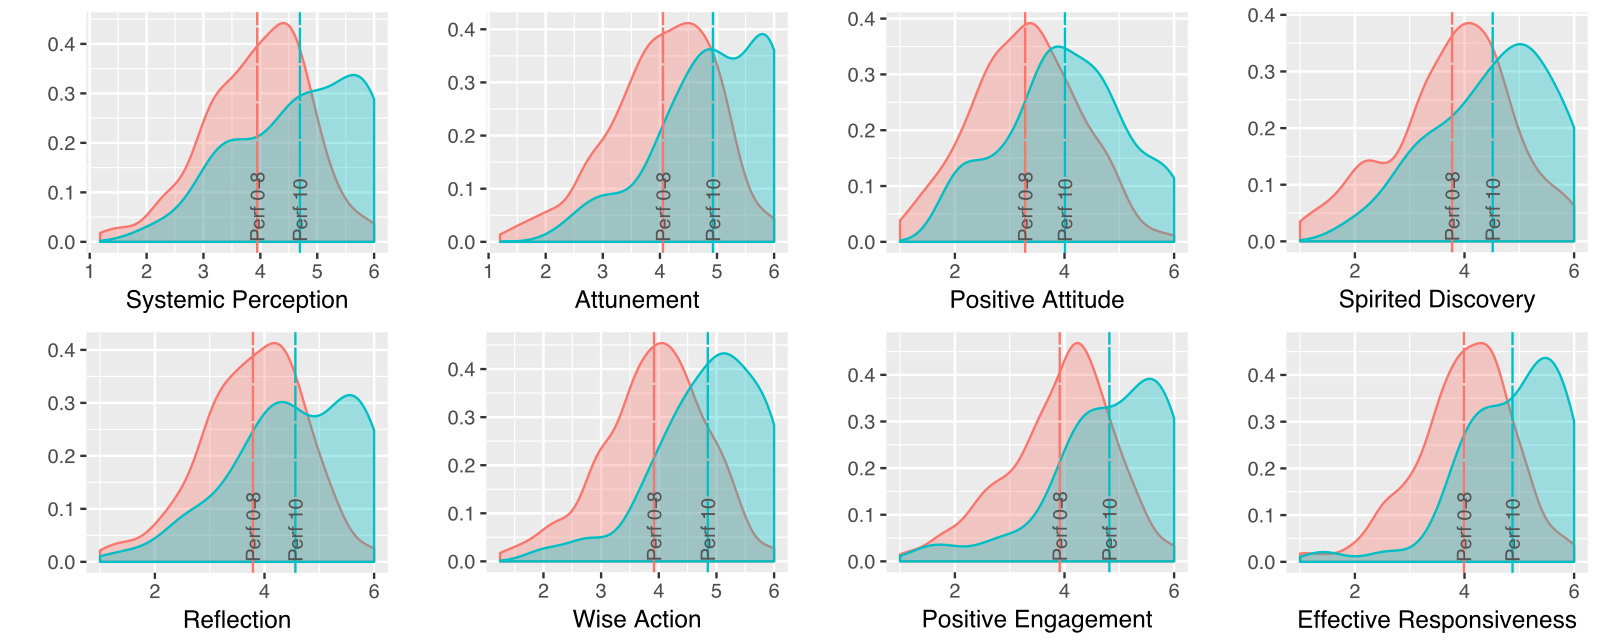 0.4
0.3
0.2
0.1
0.0
Perf 0-8
Perf 10
1 2 3 4 5 6
Systemic Perception
0.4
0.3
0.2
0.1
0.0
Perf 0-8
Perf 10
1 2 3 4 5 6
Attunement
0.4
0.3
0.2
0.1
0.0
Perf 0-8
Perf 10
2 4 6
Positive Attitude
0.4
0.3
0.2
0.1
0.0
Perf 0-8
Perf 10
2 4 6
Spirited Discovery
0.4
0.3
0.2
0.1
0.0
Perf 0-8
Perf 10
2 4 6
Reflection
0.4
0.3
0.2
0.1
0.0
Perf 0-8
Perf 10
2 3 4 5 6
Wise Action
0.4
0.3
0.2
0.1
0.0
Perf 0-8
Perf 10
2 4 6
Positive Engagement
0.4
0.3
0.2
0.1
0.0
Perf 0-8
Perf 10
2 4 6
Effective Responsiveness